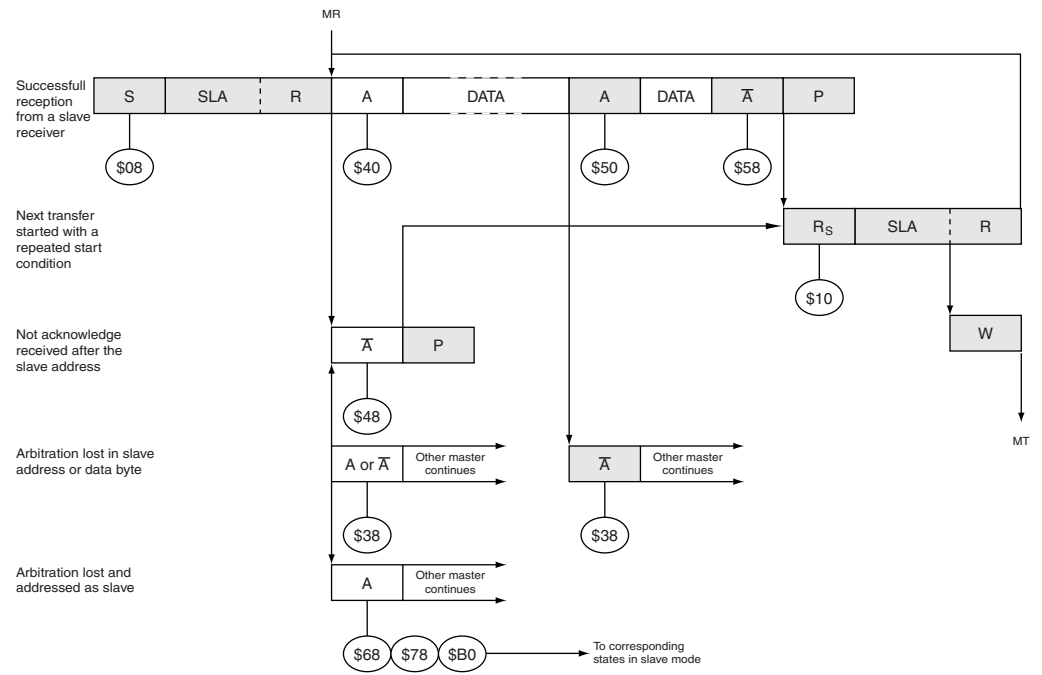 MR
Successfull
reception
from a slave
receiver
S SLA R A DATA A DATA A̅ P
$08 $40 $50 $58
Next transfer
started with a
repeated start
condition
RS SLA R
$10
Not acknowledge
received after the
slave address
A̅ P
W
$48
MT
Arbitration lost in slave
address or data byte
A or A̅ Other master
continues
A̅ Other master
continues
$38 $38
Arbitration lost and
addressed as slave
A Other master
continues
$68 $78 $B0 To corresponding
states in slave mode